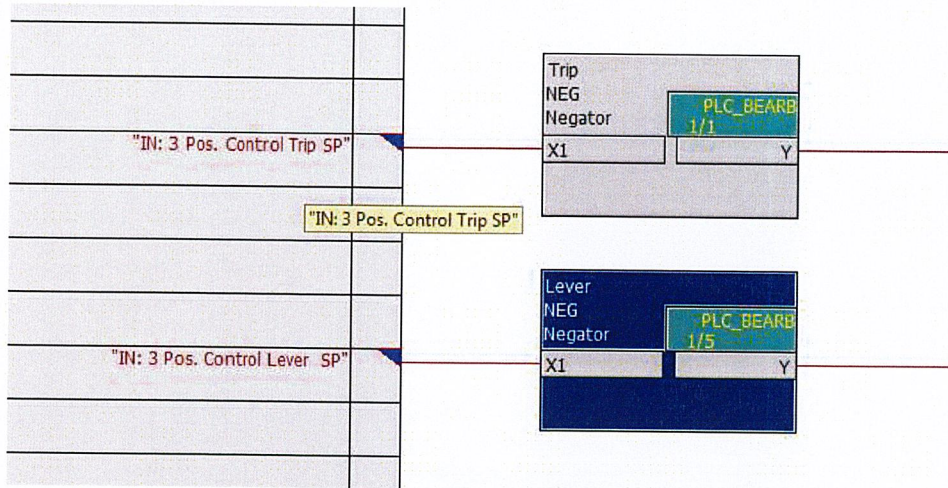 Trip
NEG
Negator
PLC_BEARB
1/1
"IN: 3 Pos. Control Trip SP"
X1
Y
"IN: 3 Pos. Control Trip SP"
Lever
NEG
Negator
PLC_BEARB
1/5
"IN: 3 Pos. Control Lever SP"
X1
Y